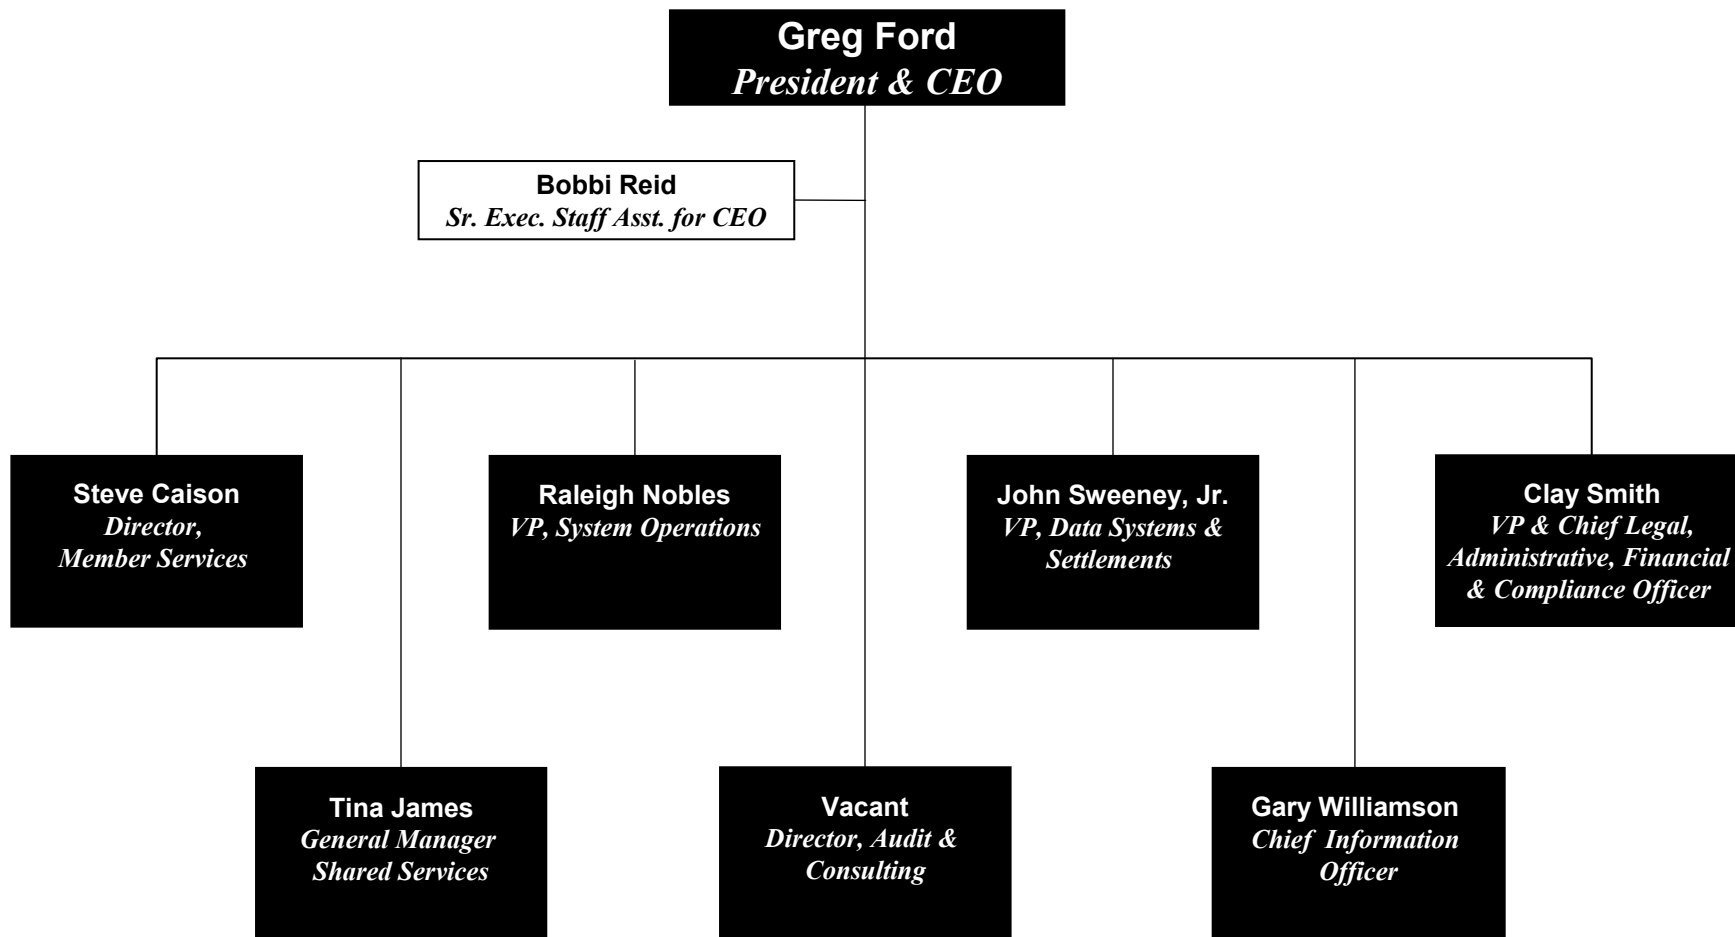 Greg Ford
President & CEO
Bobbi Reid
Sr. Exec. Staff Asst. for CEO
Steve Caison
Director,
Member Services
Raleigh Nobles
VP, System Operations
John Sweeney, Jr.
VP, Data Systems &
Settlements
Clay Smith
VP & Chief Legal,
Administrative, Financial
& Compliance Officer
Tina James
General Manager
Shared Services
Vacant
Director, Audit &
Consulting
Gary Williamson
Chief Information
Officer